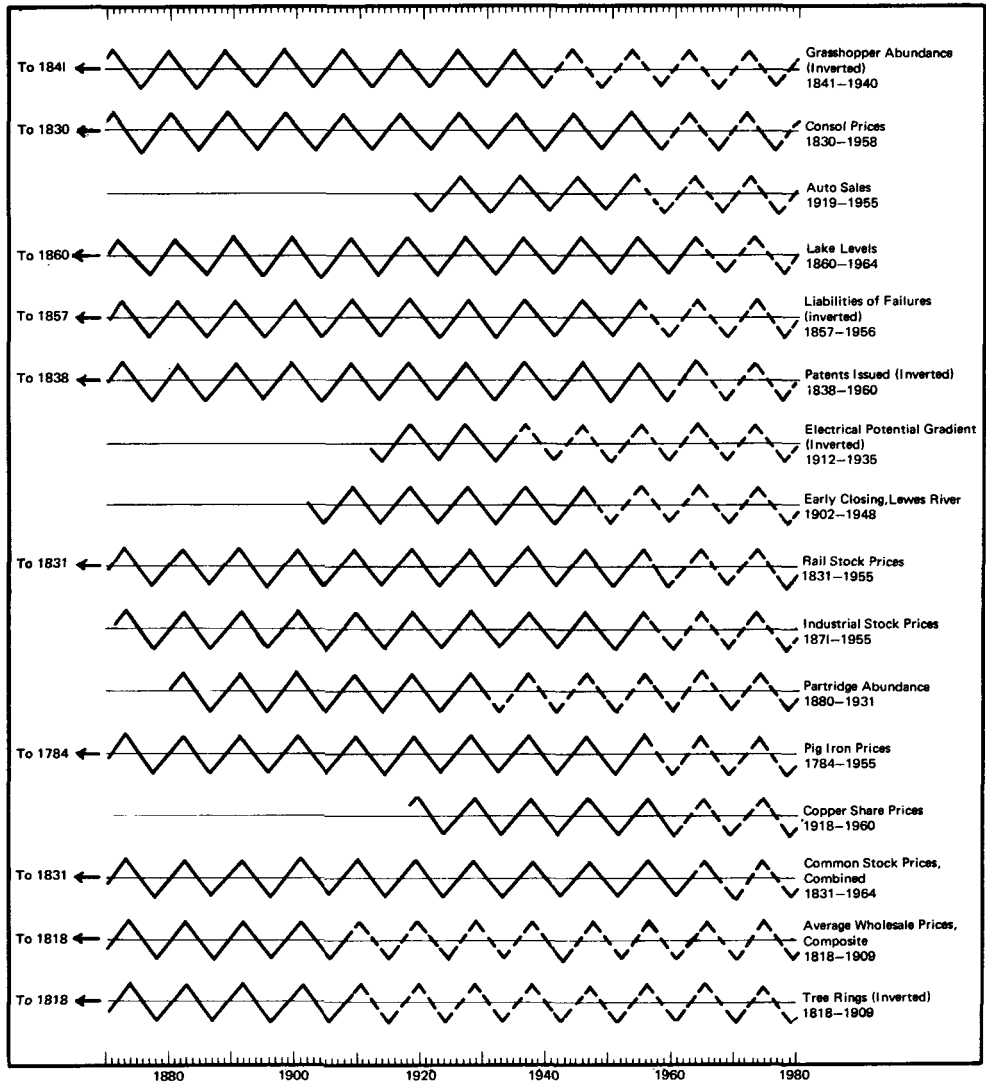 To 1841
Grasshopper Abundance
(Inverted)
1841–1940
To 1830
Consol Prices
1830–1958
Auto Sales
1919–1955
To 1860
Lake Levels
1860–1964
To 1857
Liabilities of Failures
(inverted)
1857–1956
To 1838
Patents Issued (Inverted)
1838–1960
Electrical Potential Gradient
(Inverted)
1912–1935
Early Closing, Lewes River
1902–1948
To 1831
Rail Stock Prices
1831–1955
Industrial Stock Prices
1871–1955
Partridge Abundance
1880–1931
To 1784
Pig Iron Prices
1784–1955
Copper Share Prices
1918–1960
To 1831
Common Stock Prices,
Combined
1831–1964
To 1818
Average Wholesale Prices,
Composite
1818–1909
To 1818
Tree Rings (Inverted)
1818–1909
1880 1900 1920 1940 1960 1980